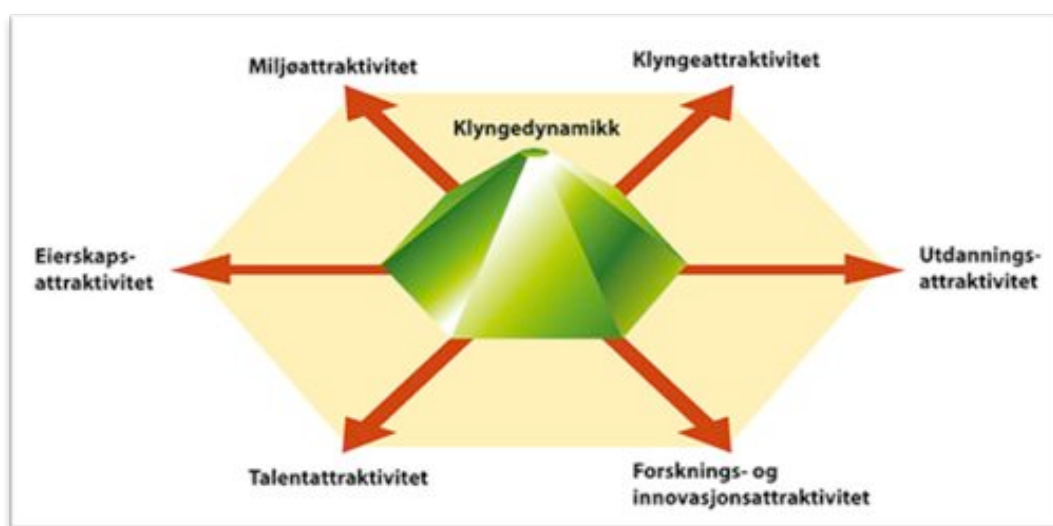 Miljøattraktivitet
Klyngeattraktivitet
Klyngedynamikk
Eierskaps-
attraktivitet
Utdannings-
attraktivitet
Talentattraktivitet
Forsknings- og
innovasjonsattraktivitet